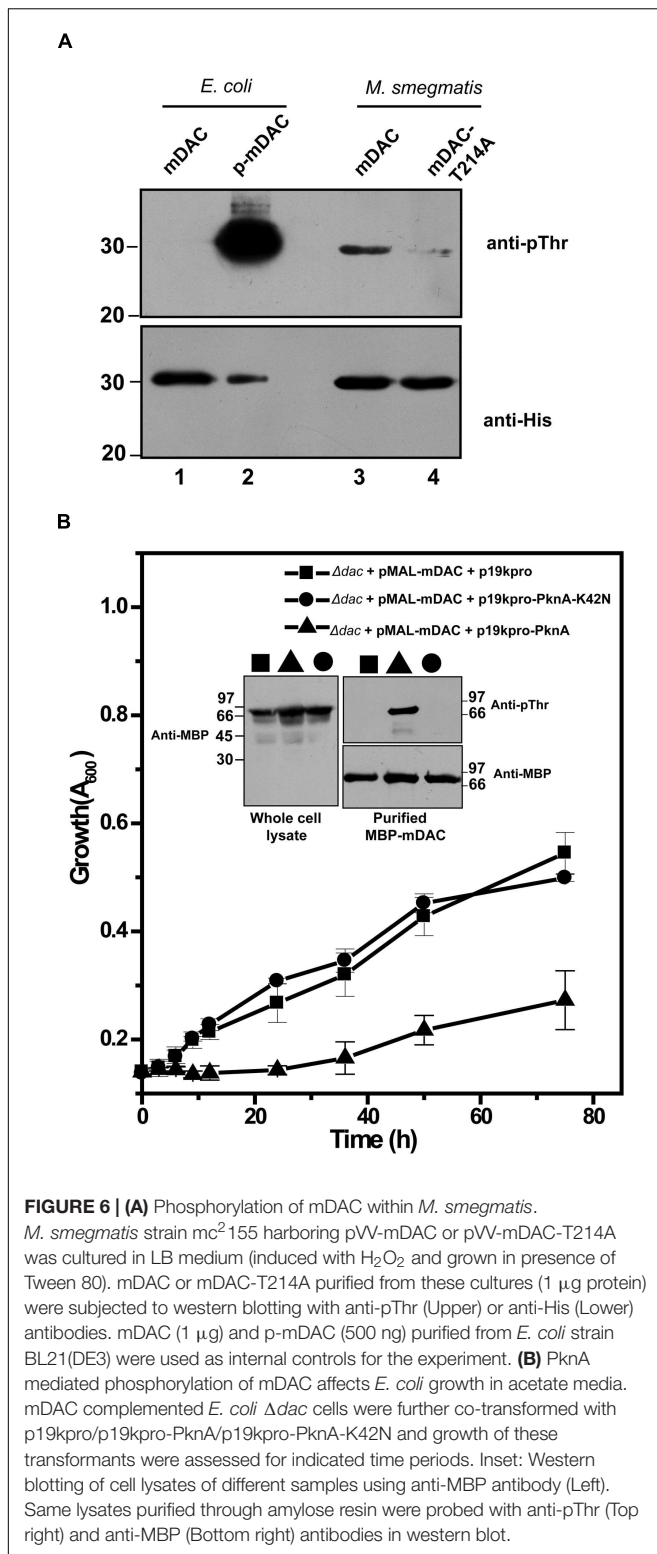 A
E. coli
M. smegmatis
mDAC
p-mDAC
mDAC
mDAC-
T214A
30
20
anti-pThr
30
20
anti-His
1 2 3 4
B
Δdac + pMAL-mDAC + p19kpro
Δdac + pMAL-mDAC + p19kpro-PknA-K42N
Δdac + pMAL-mDAC + p19kpro-PknA
97
66
45
30
Anti-MBP
97
66
Anti-pThr
97
66
Anti-MBP
Whole cell
lysate
Purified
MBP-mDAC
1.0
0.8
0.6
0.4
0.2
Growth(A600)
0 20 40 60 80
Time (h)
FIGURE 6 | (A) Phosphorylation of mDAC within M. smegmatis.
M. smegmatis strain mc2155 harboring pVV-mDAC or pVV-mDAC-T214A
was cultured in LB medium (induced with H2O2 and grown in presence of
Tween 80). mDAC or mDAC-T214A purified from these cultures (1 μg protein)
were subjected to western blotting with anti-pThr (Upper) or anti-His (Lower)
antibodies. mDAC (1 μg) and p-mDAC (500 ng) purified from E. coli strain
BL21(DE3) were used as internal controls for the experiment. (B) PknA
mediated phosphorylation of mDAC affects E. coli growth in acetate media.
mDAC complemented E. coli Δdac cells were further co-transformed with
p19kpro/p19kpro-PknA/p19kpro-PknA-K42N and growth of these
transformants were assessed for indicated time periods. Inset: Western
blotting of cell lysates of different samples using anti-MBP antibody (Left).
Same lysates purified through amylose resin were probed with anti-pThr (Top
right) and anti-MBP (Bottom right) antibodies in western blot.